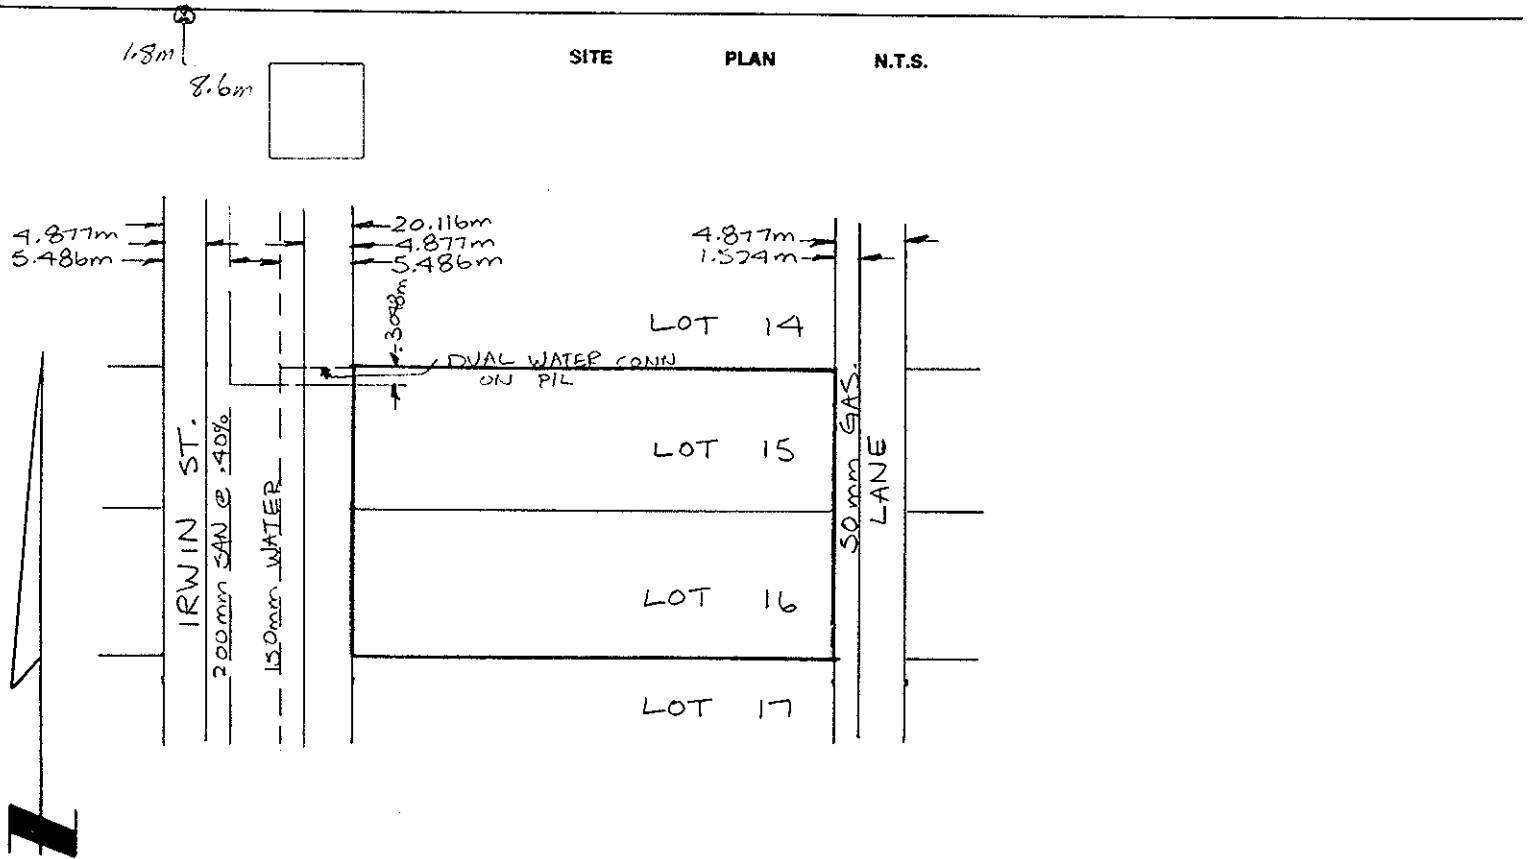 SITE PLAN N.T.S.
1.8m
8.6m
4.877m
5.486m
20.116m
4.877m
5.486m
4.877m
1.524m
.3048m
LOT 14
DUAL WATER CONN
ON P/L
LOT 15
LOT 16
LOT 17
IRWIN ST.
200mm SAN @ .40%
150mm WATER
50mm GAS.
LANE
N